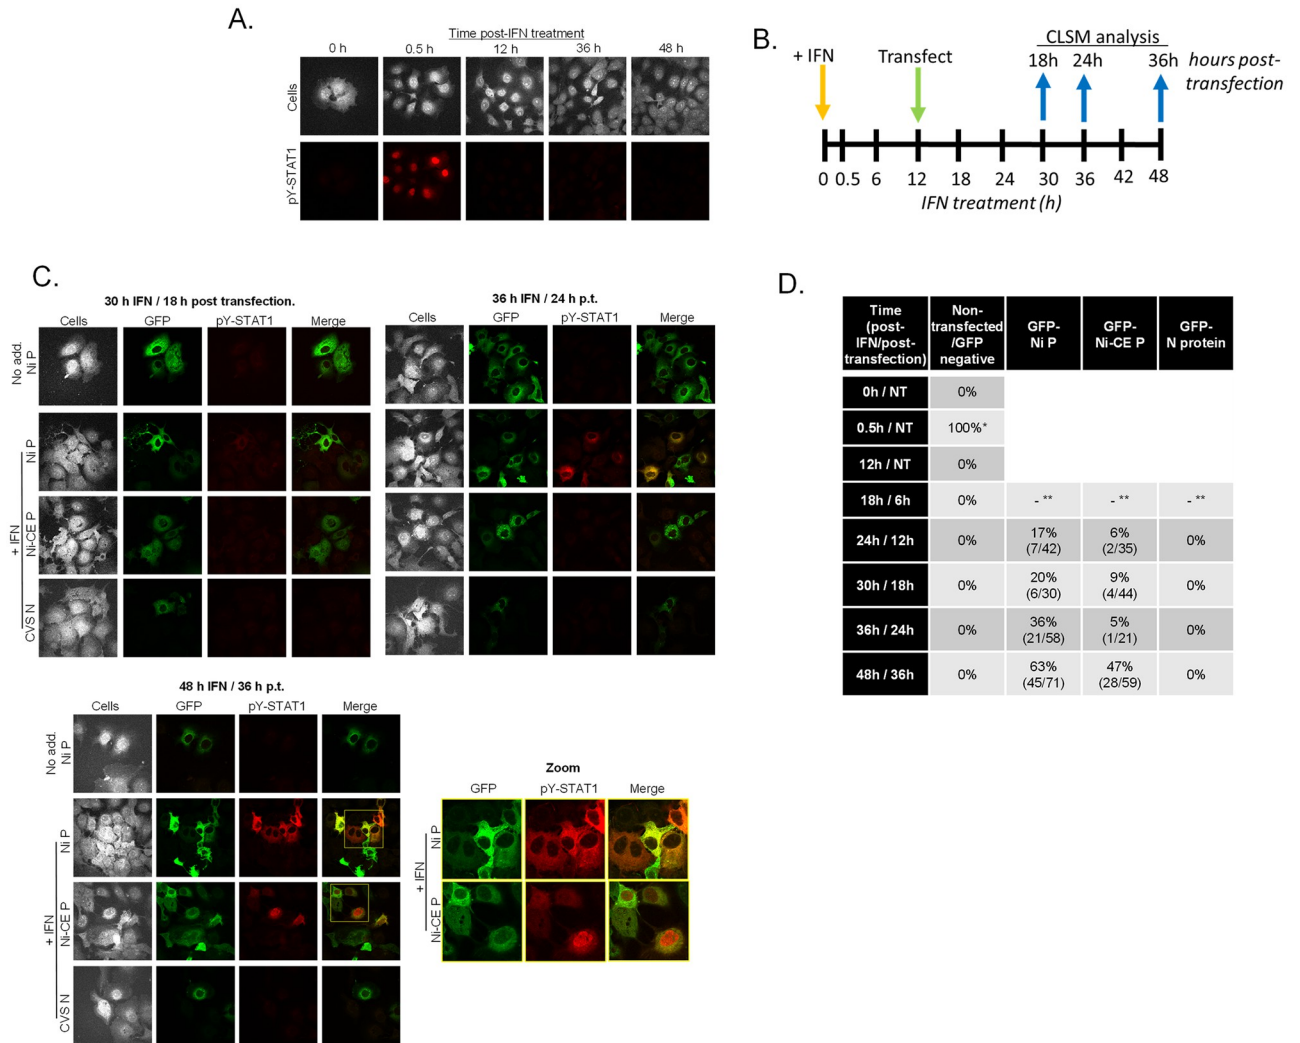 A.
Time post-IFN treatment
0 h 0.5 h 12 h 36 h 48 h
Cells
pY-STAT1
B.
CLSM analysis
+ IFN Transfect 18h 24h 36h hours post-
transfection
0 0.5 6 12 18 24 30 36 42 48
IFN treatment (h)
C.
30 h IFN / 18 h post transfection.
Cells GFP pY-STAT1 Merge
No add.
Ni P
+ IFN
Ni P
Ni-CE P
CVS N
36 h IFN / 24 h p.t.
Cells GFP pY-STAT1 Merge
48 h IFN / 36 h p.t.
Cells GFP pY-STAT1 Merge
No add.
Ni P
+ IFN
Ni P
Ni-CE P
CVS N
Zoom
GFP pY-STAT1 Merge
+ IFN
Ni P
Ni-CE P
D.
Time
(post-
IFN/post-
transfection)
Non-
transfected
/GFP
negative
GFP-
Ni P
GFP-
Ni-CE P
GFP-
N protein
0h / NT 0%
0.5h / NT 100%*
12h / NT 0%
18h / 6h 0% - ** - ** - **
24h / 12h 0% 17% (7/42) 6% (2/35) 0%
30h / 18h 0% 20% (6/30) 9% (4/44) 0%
36h / 24h 0% 36% (21/58) 5% (1/21) 0%
48h / 36h 0% 63% (45/71) 47% (28/59) 0%